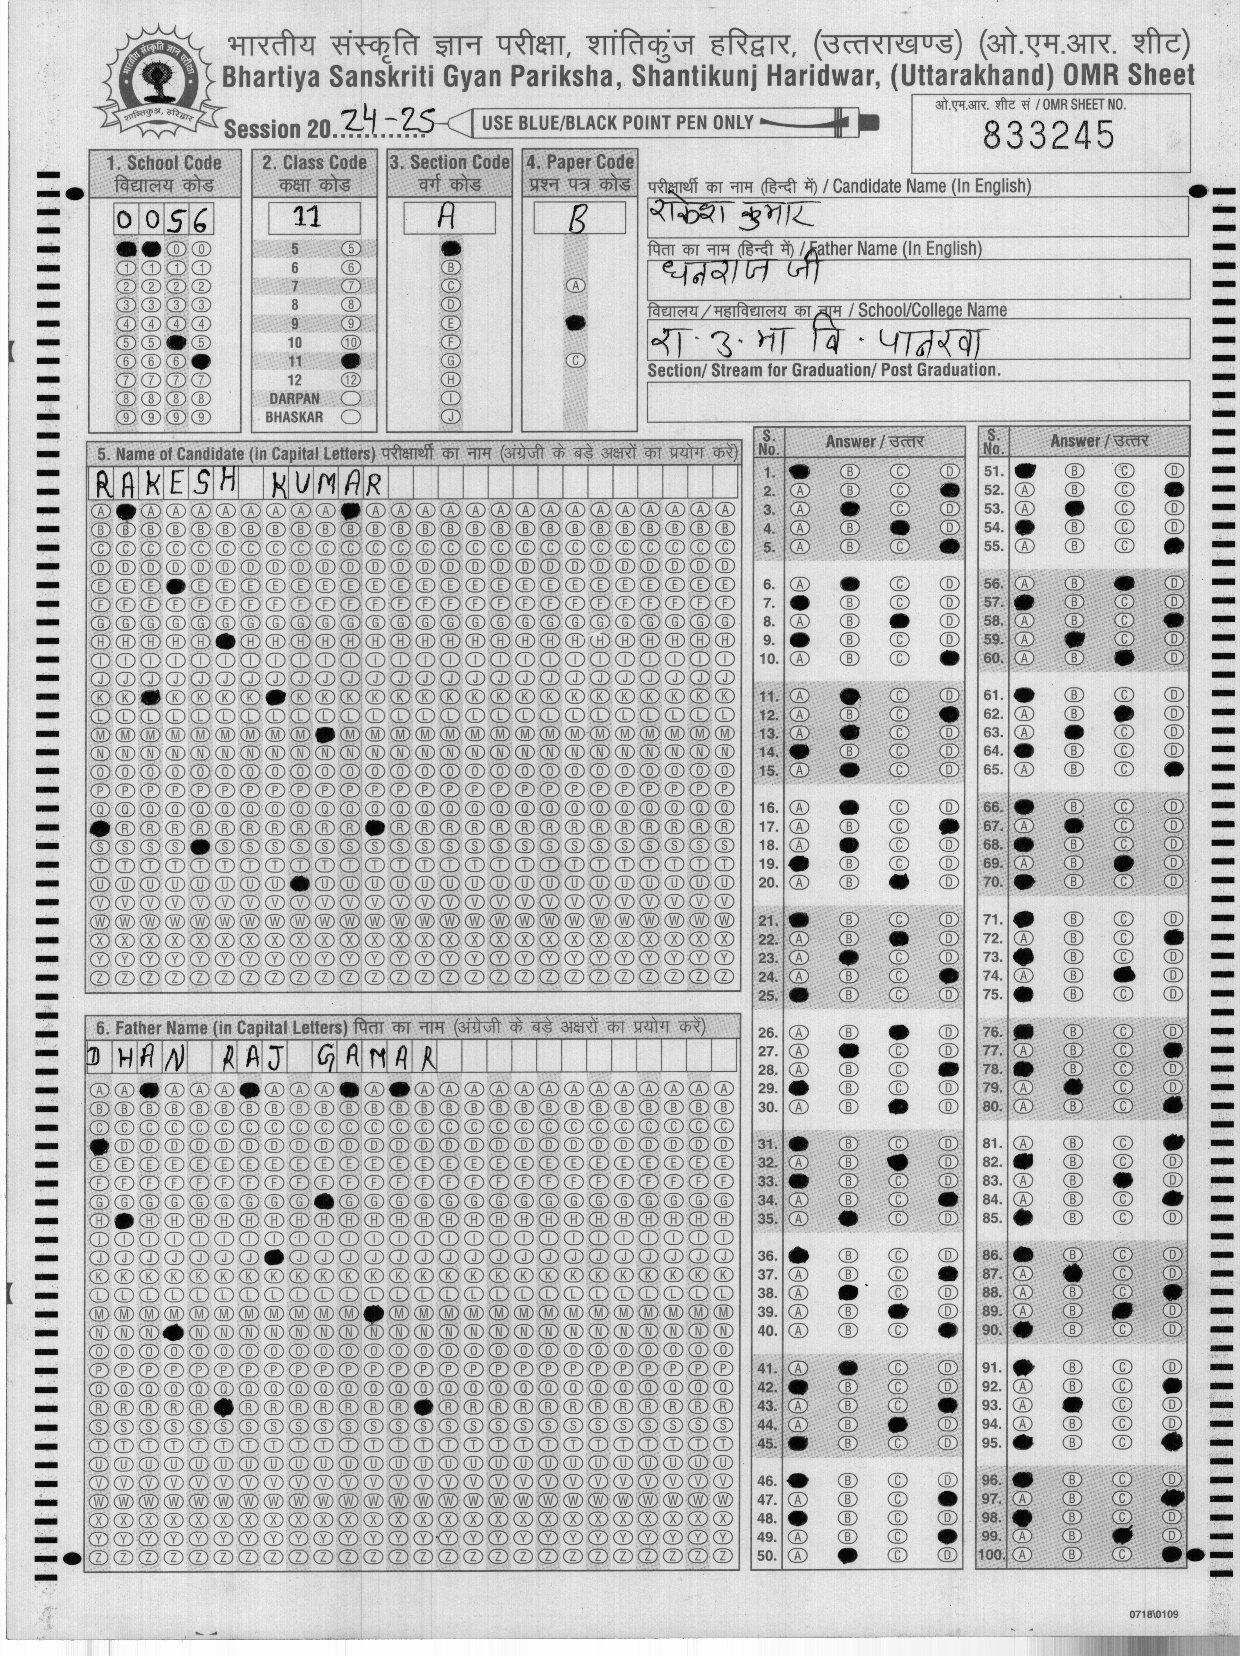 भारतीय संस्कृति ज्ञान परीक्षा, शांतिकुंज हरिद्वार, (उत्तराखण्ड) (ओ.एम.आर. शीट)
Bhartiya Sanskriti Gyan Pariksha, Shantikunj Haridwar, (Uttarakhand) OMR Sheet
Session 20 24-25 USE BLUE/BLACK POINT PEN ONLY
ओ.एम.आर. शीट सं / OMR SHEET NO.
833245
1. School Code
विद्यालय कोड
0056
2. Class Code
कक्षा कोड
11
5
6
7
8
9
10
11
12
DARPAN
BHASKAR
3. Section Code
वर्ग कोड
A
4. Paper Code
प्रश्न पत्र कोड
B
परीक्षार्थी का नाम (हिन्दी में) / Candidate Name (In English)
राकेश कुमार
पिता का नाम (हिन्दी में) / Father Name (In English)
धनराज जी
विद्यालय / महाविद्यालय का नाम / School/College Name
रा. उ. मा वि. पानरवा
Section/ Stream for Graduation/ Post Graduation.
5. Name of Candidate (in Capital Letters) परीक्षार्थी का नाम (अंग्रेजी के बड़े अक्षरों का प्रयोग करें)
RAKESH KUMAR
6. Father Name (in Capital Letters) पिता का नाम (अंग्रेजी के बड़े अक्षरों का प्रयोग करें)
DHAN RAJ GAMAR
S. No. Answer / उत्तर
S. No. Answer / उत्तर
0718\0109